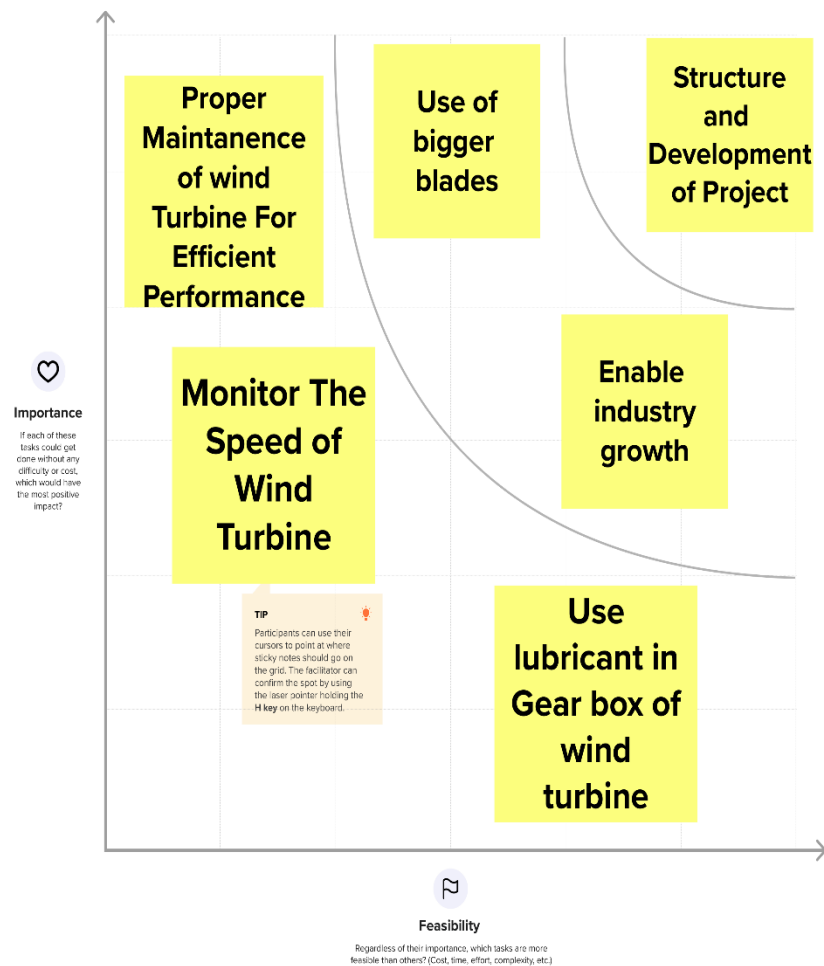 Proper
Maintanence
of wind
Turbine For
Efficient
Performance
Use of
bigger
blades
Structure
and
Development
of Project
Monitor The
Speed of
Wind
Turbine
Enable
industry
growth
Importance
If each of these
tasks could get
done without any
difficulty or cost,
which would have
the most positive
impact?
TIP
Participants can use their
cursors to point at where
sticky notes should go on
the grid. The facilitator can
confirm the spot by using
the laser pointer holding the
H key on the keyboard.
Use
lubricant in
Gear box of
wind
turbine
Feasibility
Regardless of their importance, which tasks are more
feasible than others? (Cost, time, effort, complexity, etc.)